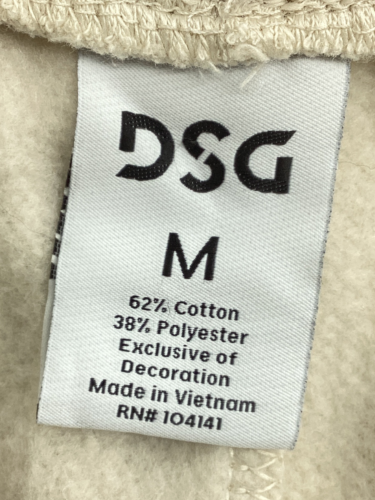 DSG
M
62% Cotton
38% Polyester
Exclusive of
Decoration
Made in Vietnam
RN# 104141